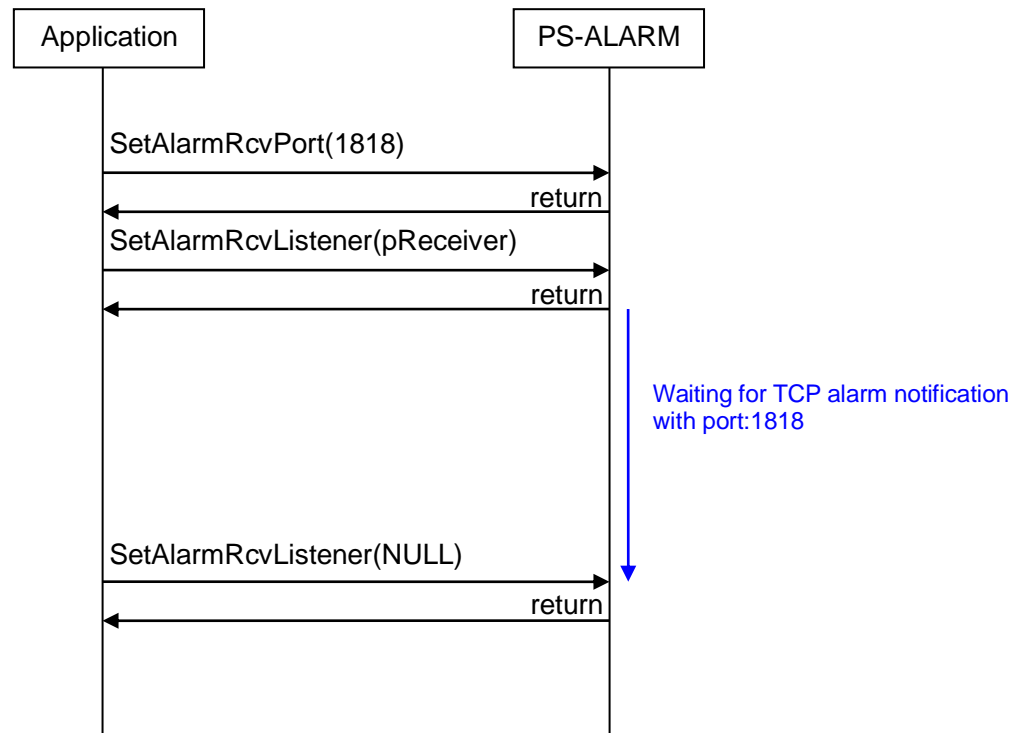 Application
PS-ALARM
SetAlarmRcvPort(1818)
return
SetAlarmRcvListener(pReceiver)
return
Waiting for TCP alarm notification
with port:1818
SetAlarmRcvListener(NULL)
return